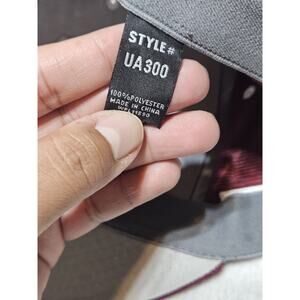 STYLE#
UA300
100%POLYESTER
MADE IN CHINA